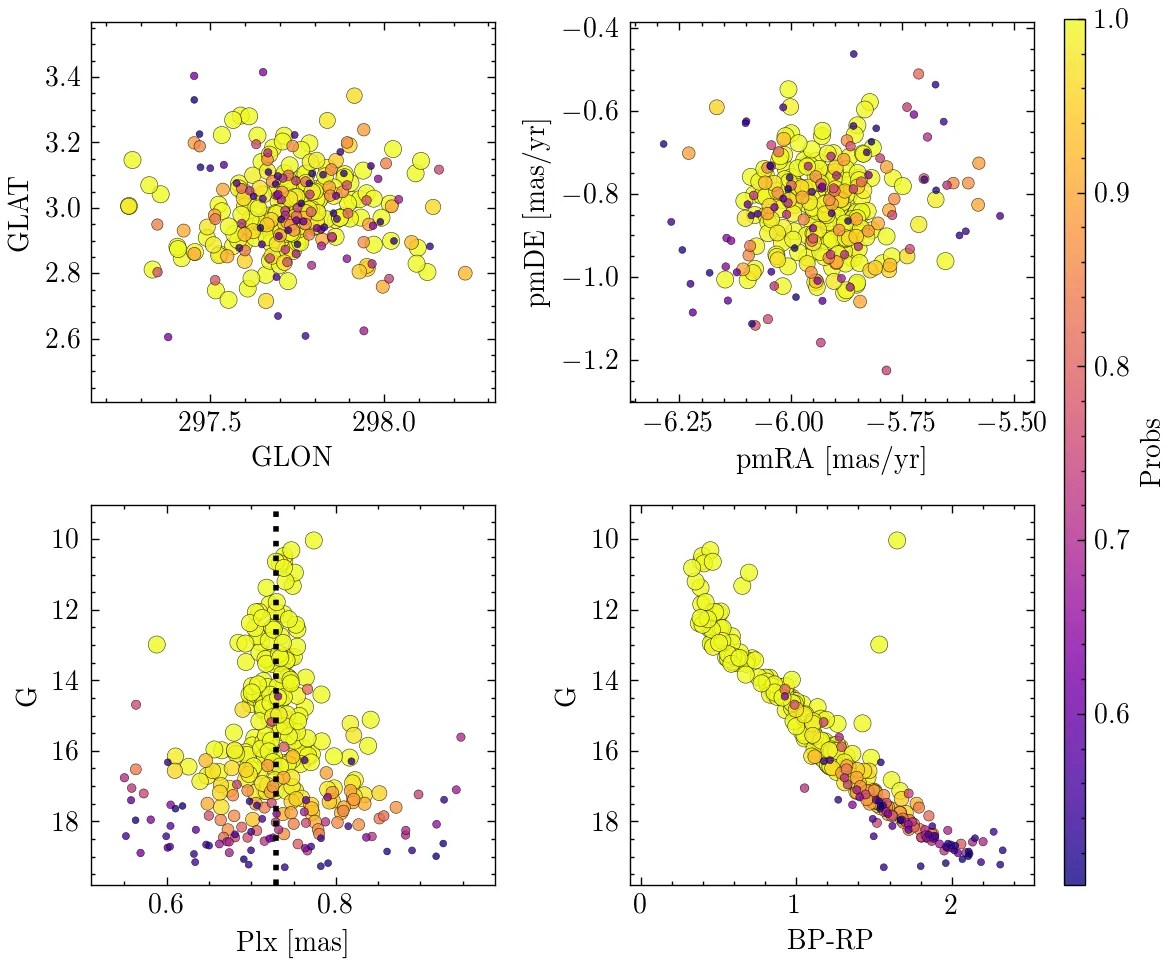 3.4
3.2
3.0
2.8
2.6
GLAT
297.5 298.0
GLON
−0.4
−0.6
−0.8
−1.0
−1.2
pmDE [mas/yr]
−6.25 −6.00 −5.75 −5.50
pmRA [mas/yr]
10
12
14
16
18
G
0.6 0.8
Plx [mas]
10
12
14
16
18
G
0 1 2
BP-RP
1.0
0.9
0.8
0.7
0.6
Probs